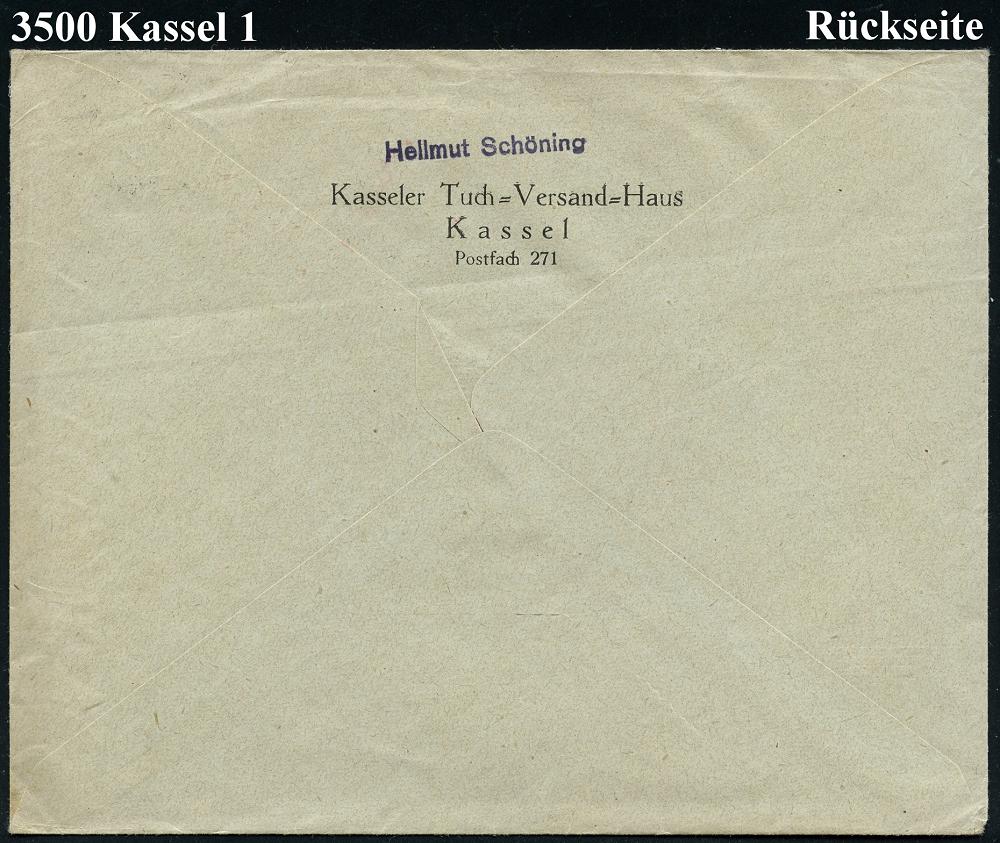 3500 Kassel 1 Rückseite
Hellmut Schöning
Kasseler Tuch=Versand=Haus
Kassel
Postfach 271